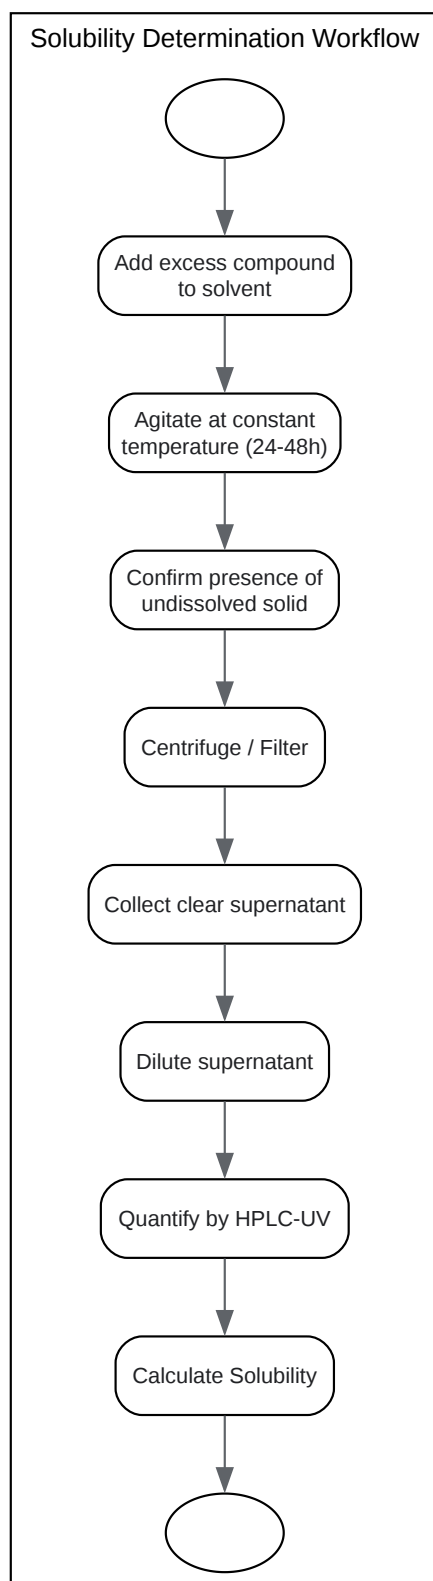 Solubility Determination Workflow
Add excess compound
to solvent
Agitate at constant
temperature (24-48h)
Confirm presence of
undissolved solid
Centrifuge / Filter
Collect clear supernatant
Dilute supernatant
Quantify by HPLC-UV
Calculate Solubility